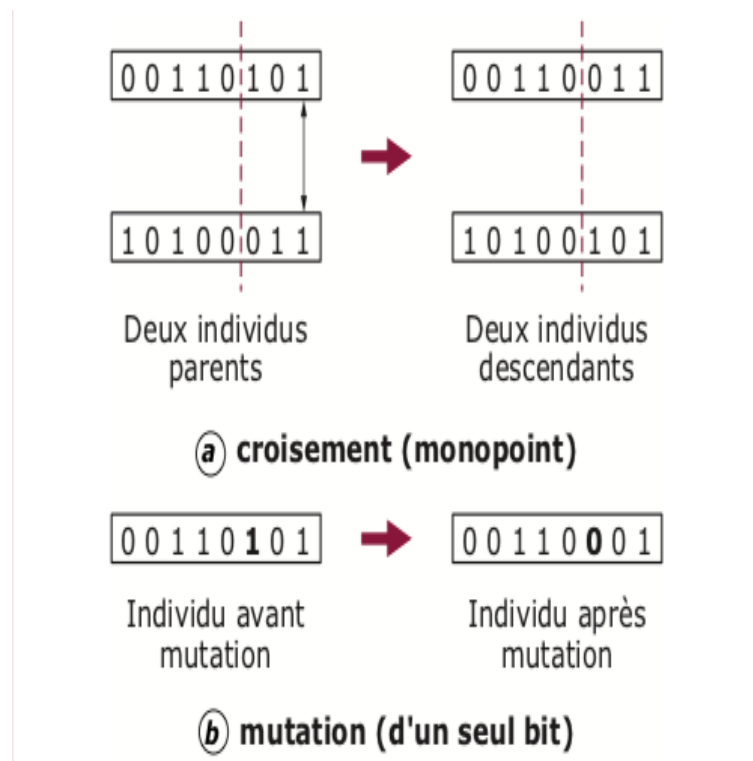 0 0 1 1 0 1 0 1
0 0 1 1 0 0 1 1
1 0 1 0 0 0 1 1
1 0 1 0 0 1 0 1
Deux individus
parents
Deux individus
descendants
a croisement (monopoint)
0 0 1 1 0 1 0 1
0 0 1 1 0 0 0 1
Individu avant
mutation
Individu après
mutation
b mutation (d'un seul bit)